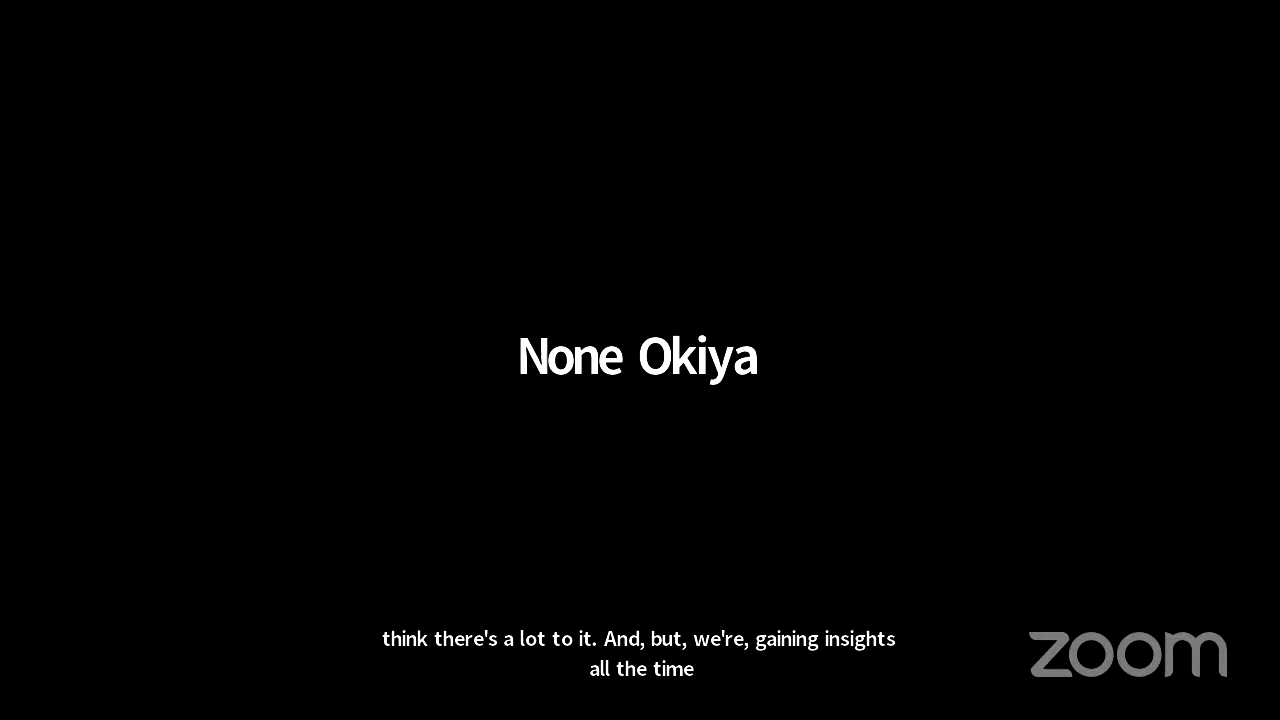 None Okiya
think there's a lot to it. And, but, we're, gaining insights
all the time
zoom